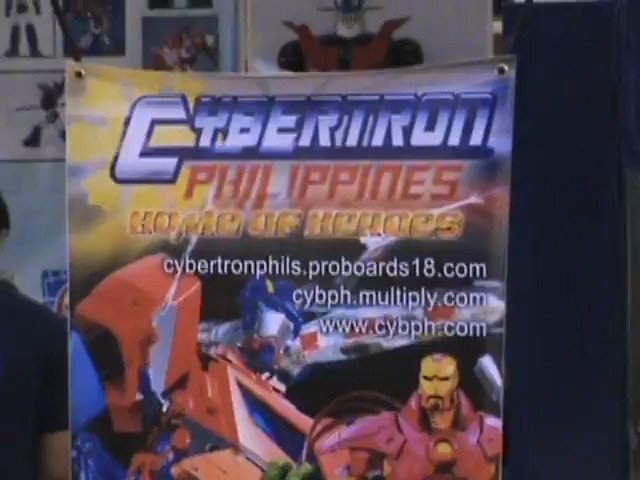 CYBERTRON
PHILIPPINES
HOME OF HEROES
cybertronphils.proboards18.com
cybph.multiply.com
www.cybph.com